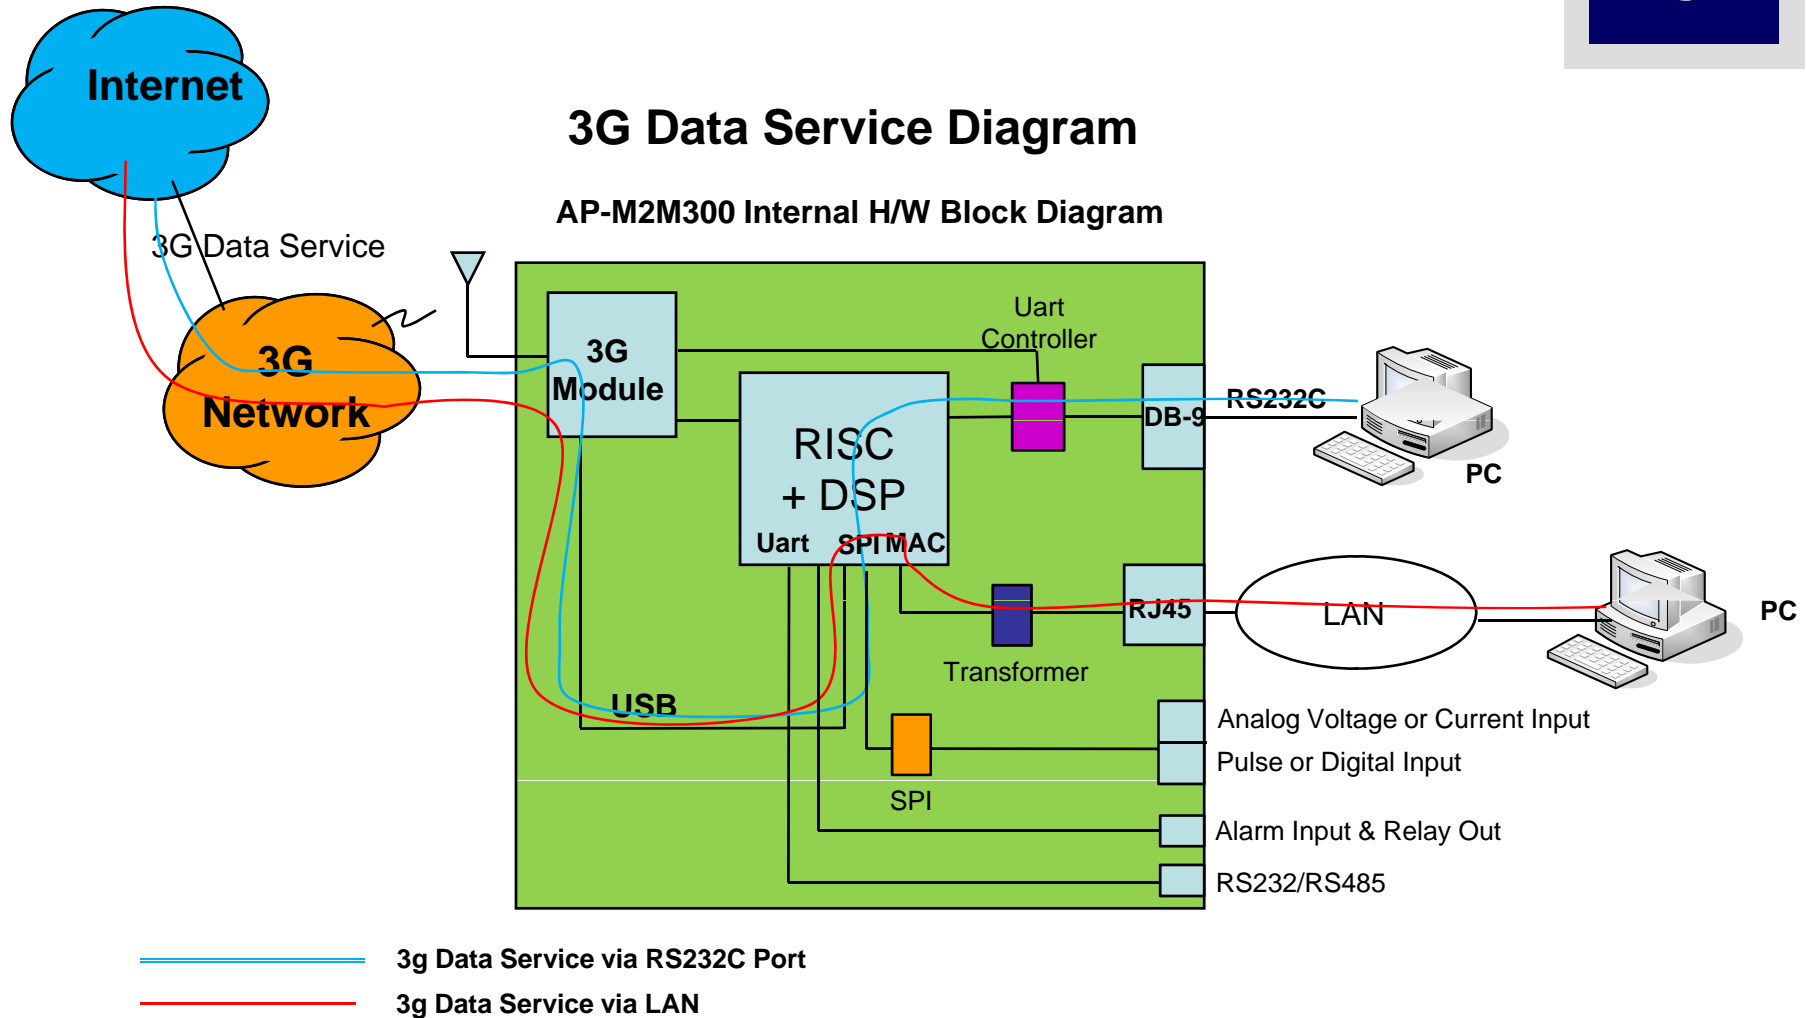 Internet
3G Data Service Diagram
AP-M2M300 Internal H/W Block Diagram
3G Data Service
3G
Network
3G
Module
Uart
Controller
RISC
+ DSP
Uart
SPI
MAC
DB-9
RS232C
PC
RJ45
LAN
PC
Transformer
USB
SPI
Analog Voltage or Current Input
Pulse or Digital Input
Alarm Input & Relay Out
RS232/RS485
3g Data Service via RS232C Port
3g Data Service via LAN